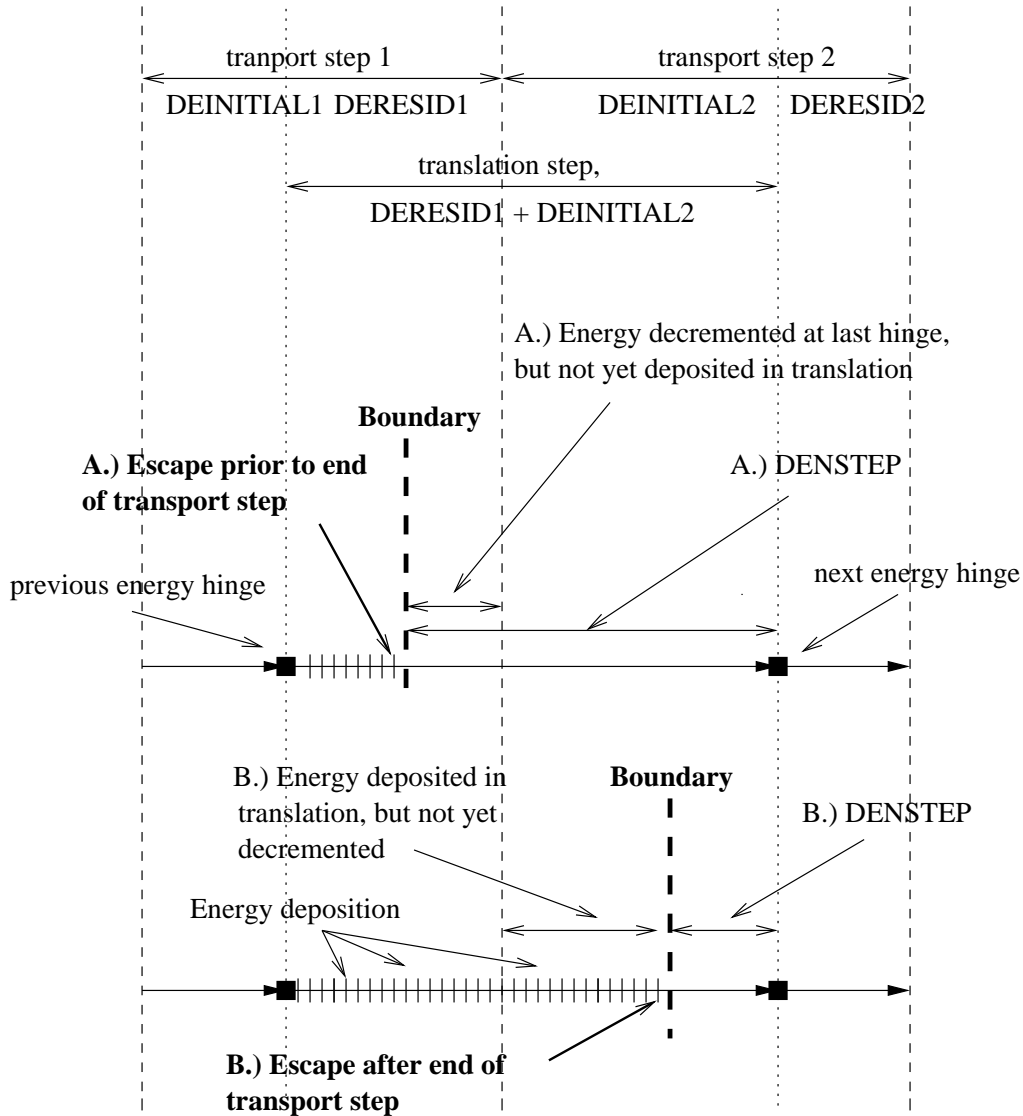 tranport step 1
transport step 2
DEINITIAL1 DERESID1
DEINITIAL2
DERESID2
translation step,
DERESID1 + DEINITIAL2
A.) Energy decremented at last hinge,
but not yet deposited in translation
Boundary
A.) Escape prior to end
of transport step
A.) DENSTEP
previous energy hinge
next energy hinge
B.) Energy deposited in
translation, but not yet
decremented
Boundary
B.) DENSTEP
Energy deposition
B.) Escape after end of
transport step